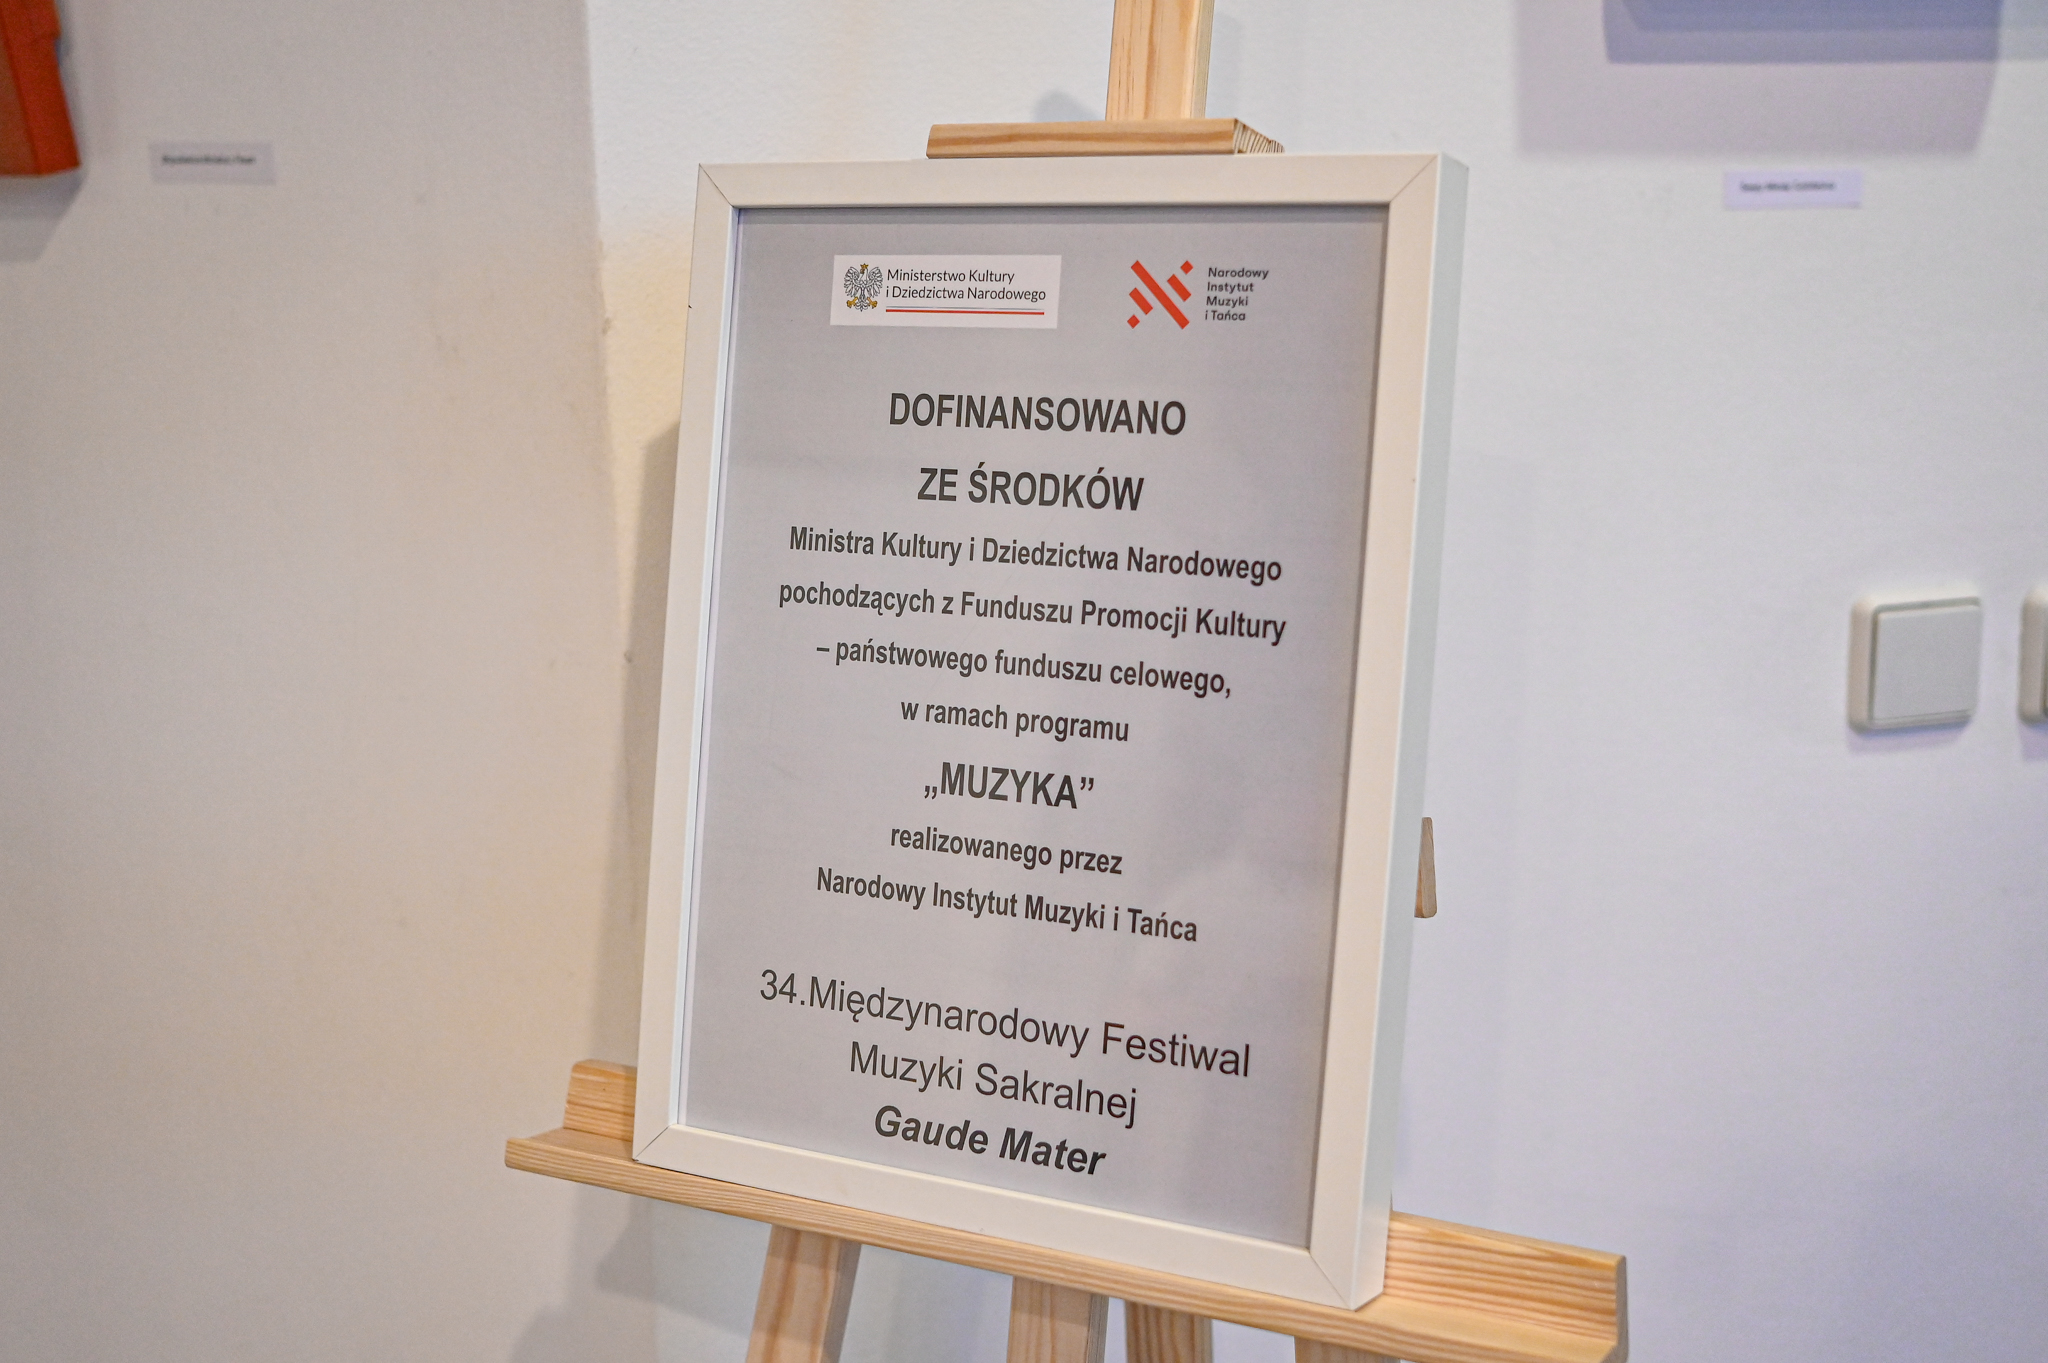 Ministerstwo Kultury
i Dziedzictwa Narodowego
Narodowy
Instytut
Muzyki
i Tańca
DOFINANSOWANO
ZE ŚRODKÓW
Ministra Kultury i Dziedzictwa Narodowego
pochodzących z Funduszu Promocji Kultury
– państwowego funduszu celowego,
w ramach programu
„MUZYKA”
realizowanego przez
Narodowy Instytut Muzyki i Tańca
34.Międzynarodowy Festiwal
Muzyki Sakralnej
Gaude Mater